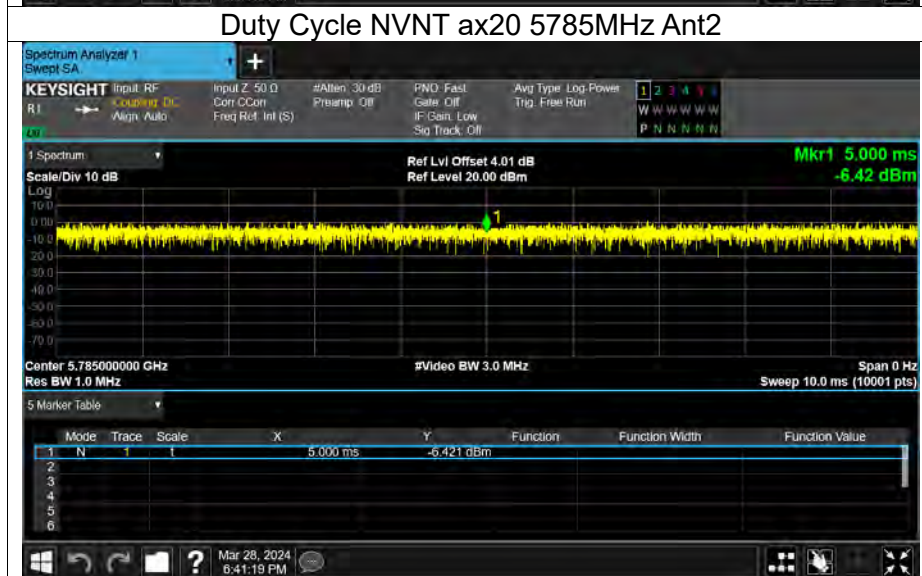 Duty Cycle NVNT ax20 5785MHz Ant2
Spectrum Analyzer 1
Swept SA
+
KEYSIGHT Input: RF Input Z: 50 Ω #Atten: 30 dB PNO: Fast Avg Type: Log-Power 1 2 3 4 5 6
R1 Coupling: DC Corr CCorr Preamp: Off Gate: Off Trig: Free Run W W W W W W
Align: Auto Freq Ref: Int (S) IF Gain: Low
Sig Track: Off P N N N N N
1 Spectrum Ref Lvl Offset 4.01 dB Mkr1 5.000 ms
Scale/Div 10 dB Ref Level 20.00 dBm -6.42 dBm
Log
10.0
0.00
-10.0
-20.0
-30.0
-40.0
-50.0
-60.0
-70.0
1
Center 5.785000000 GHz #Video BW 3.0 MHz Span 0 Hz
Res BW 1.0 MHz Sweep 10.0 ms (10001 pts)
5 Marker Table
Mode Trace Scale X Y Function Function Width Function Value
1 N 1 t 5.000 ms -6.421 dBm
2
3
4
5
6
? Mar 28, 2024
6:41:19 PM